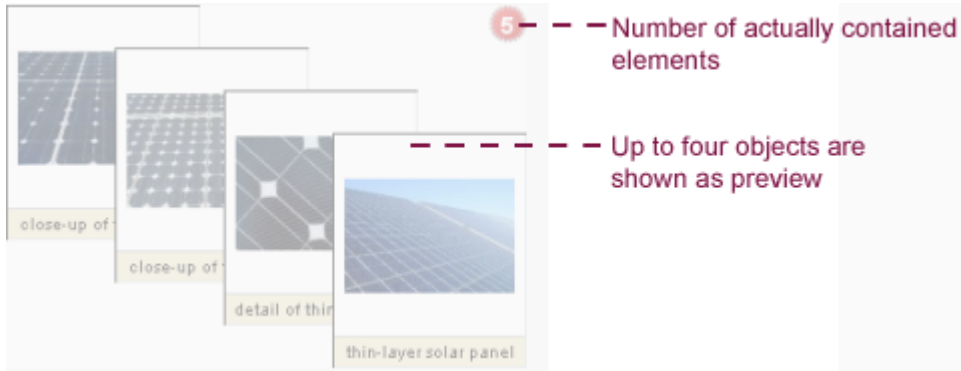 5
Number of actually contained
elements
Up to four objects are
shown as preview
close-up of
close-up of
detail of thin
thin-layer solar panel